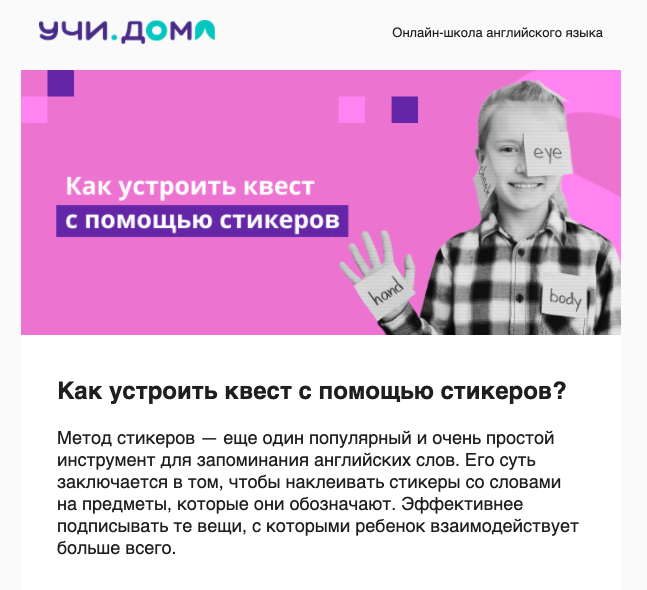 УЧИ.ДОМА
Онлайн-школа английского языка
Как устроить квест
с помощью стикеров
eye
hand
body
Как устроить квест с помощью стикеров?
Метод стикеров — еще один популярный и очень простой
инструмент для запоминания английских слов. Его суть
заключается в том, чтобы наклеивать стикеры со словами
на предметы, которые они обозначают. Эффективнее
подписывать те вещи, с которыми ребенок взаимодействует
больше всего.